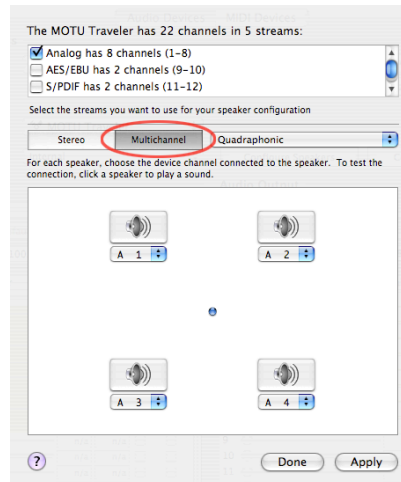 The MOTU Traveler has 22 channels in 5 streams:
Analog has 8 channels (1-8)
AES/EBU has 2 channels (9-10)
S/PDIF has 2 channels (11-12)
Select the streams you want to use for your speaker configuration
Stereo Multichannel Quadraphonic
For each speaker, choose the device channel connected to the speaker. To test the
connection, click a speaker to play a sound.
A 1 A 2
A 3 A 4
? Done Apply